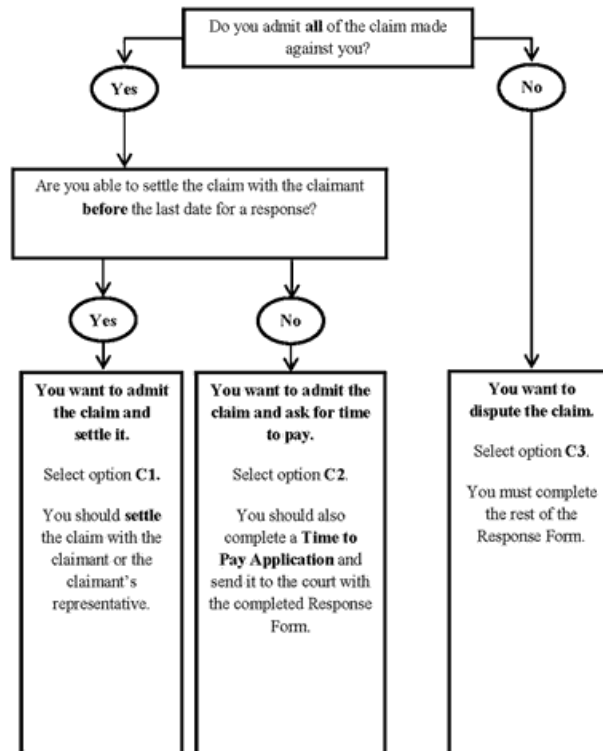 Do you admit all of the claim made
against you?
Yes
No
Are you able to settle the claim with the claimant
before the last date for a response?
Yes
No
You want to admit
the claim and
settle it.
Select option C1.
You should settle
the claim with the
claimant or the
claimant's
representative.
You want to admit the
claim and ask for time
to pay.
Select option C2.
You should also
complete a Time to
Pay Application and
send it to the court with
the completed Response
Form.
You want to
dispute the claim.
Select option C3.
You must complete
the rest of the
Response Form.